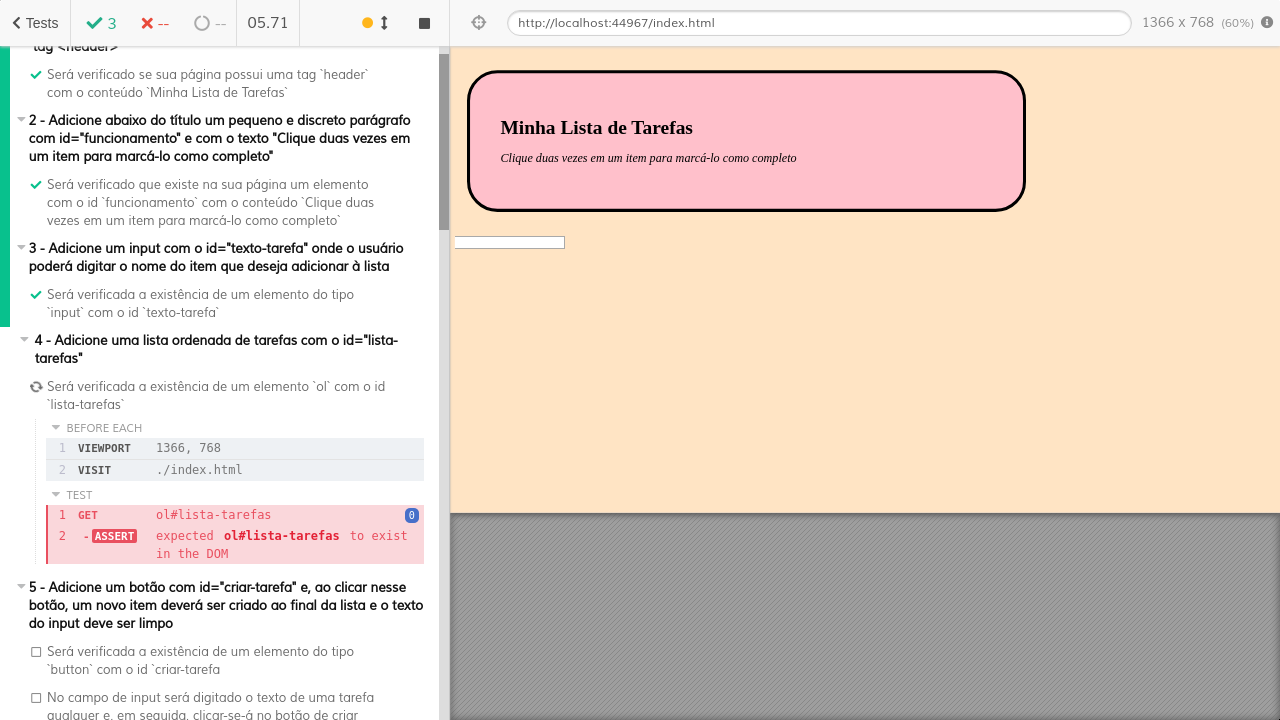 Tests
3
--
--
05.71
http://localhost:44967/index.html
1366 x 768 (60%)
tag <header>
Será verificado se sua página possui uma tag `header`
com o conteúdo `Minha Lista de Tarefas`
2 - Adicione abaixo do título um pequeno e discreto parágrafo
com id="funcionamento" e com o texto "Clique duas vezes em
um item para marcá-lo como completo"
Será verificado que existe na sua página um elemento
com o id `funcionamento` com o conteúdo `Clique duas
vezes em um item para marcá-lo como completo`
3 - Adicione um input com o id="texto-tarefa" onde o usuário
poderá digitar o nome do item que deseja adicionar à lista
Será verificada a existência de um elemento do tipo
`input` com o id `texto-tarefa`
4 - Adicione uma lista ordenada de tarefas com o id="lista-
tarefas"
Será verificada a existência de um elemento `ol` com o id
`lista-tarefas`
BEFORE EACH
1 VIEWPORT 1366, 768
2 VISIT ./index.html
TEST
1 GET ol#lista-tarefas 0
2 -ASSERT expected ol#lista-tarefas to exist
in the DOM
5 - Adicione um botão com id="criar-tarefa" e, ao clicar nesse
botão, um novo item deverá ser criado ao final da lista e o texto
do input deve ser limpo
Será verificada a existência de um elemento do tipo
`button` com o id `criar-tarefa
No campo de input será digitado o texto de uma tarefa
qualquer e, em seguida, clicar-se-á no botão de criar
Minha Lista de Tarefas
Clique duas vezes em um item para marcá-lo como completo